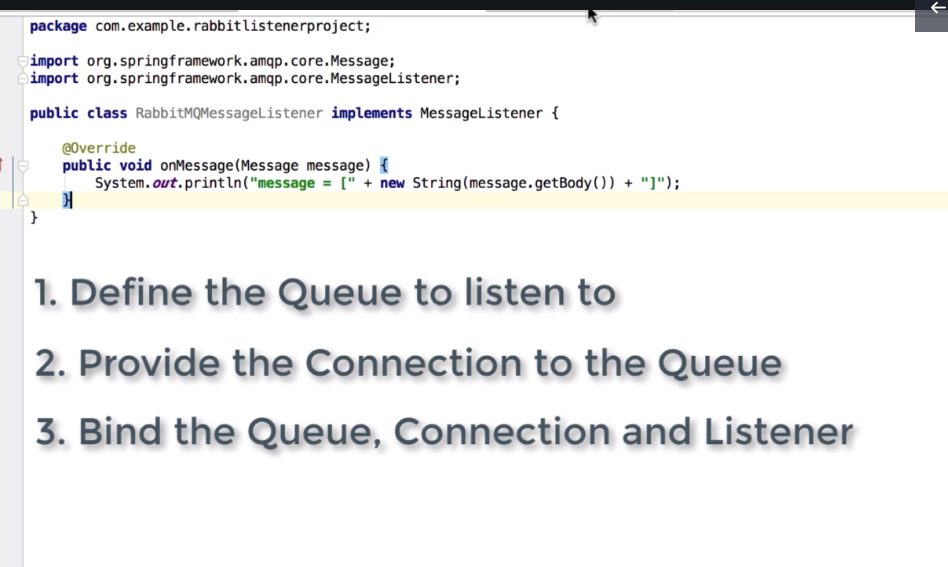 package com.example.rabbitlistenerproject;
import org.springframework.amqp.core.Message;
import org.springframework.amqp.core.MessageListener;
public class RabbitMQMessageListener implements MessageListener {
@Override
public void onMessage(Message message) {
System.out.println("message = [" + new String(message.getBody()) + "]");
}
}
1. Define the Queue to listen to
2. Provide the Connection to the Queue
3. Bind the Queue, Connection and Listener